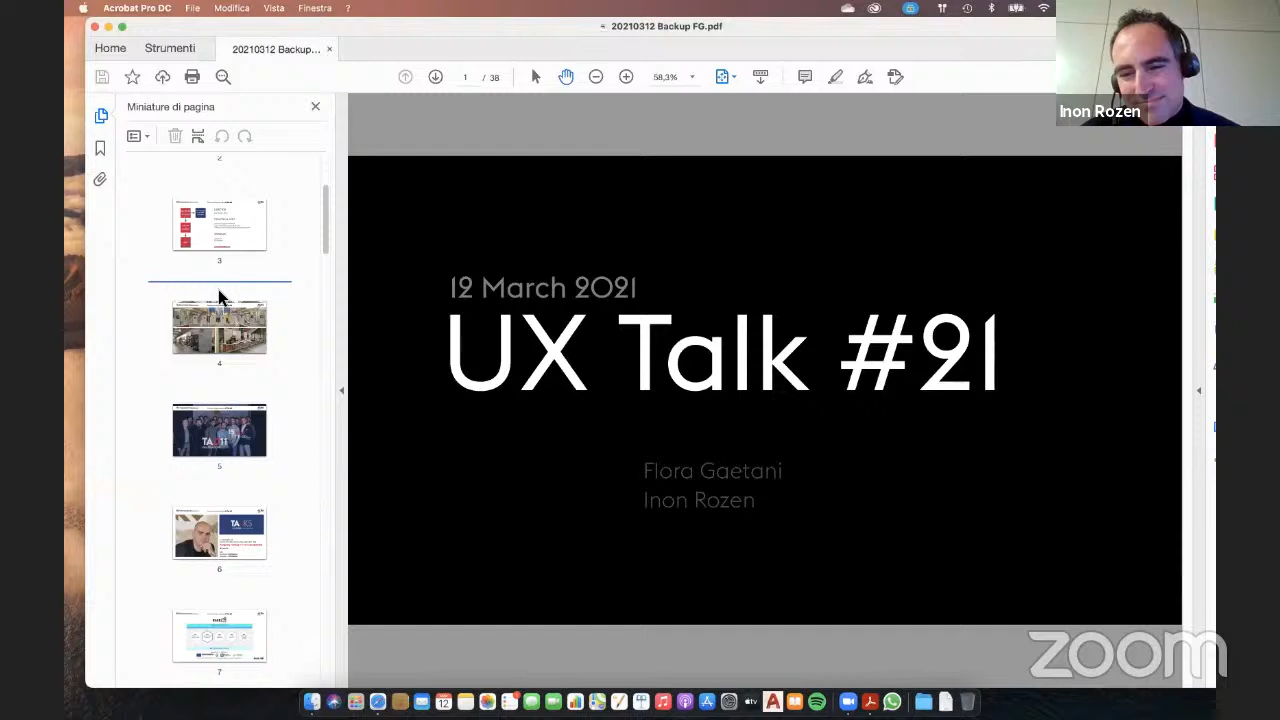 Acrobat Pro DC File Modifica Vista Finestra ?
20210312 Backup FG.pdf
Home Strumenti 20210312 Backup... ×
1 / 38 58,3%
Miniature di pagina
Inon Rozen
2
3
4
5
6
7
12 March 2021
UX Talk #21
Flora Gaetani
Inon Rozen
zoom
12
tv